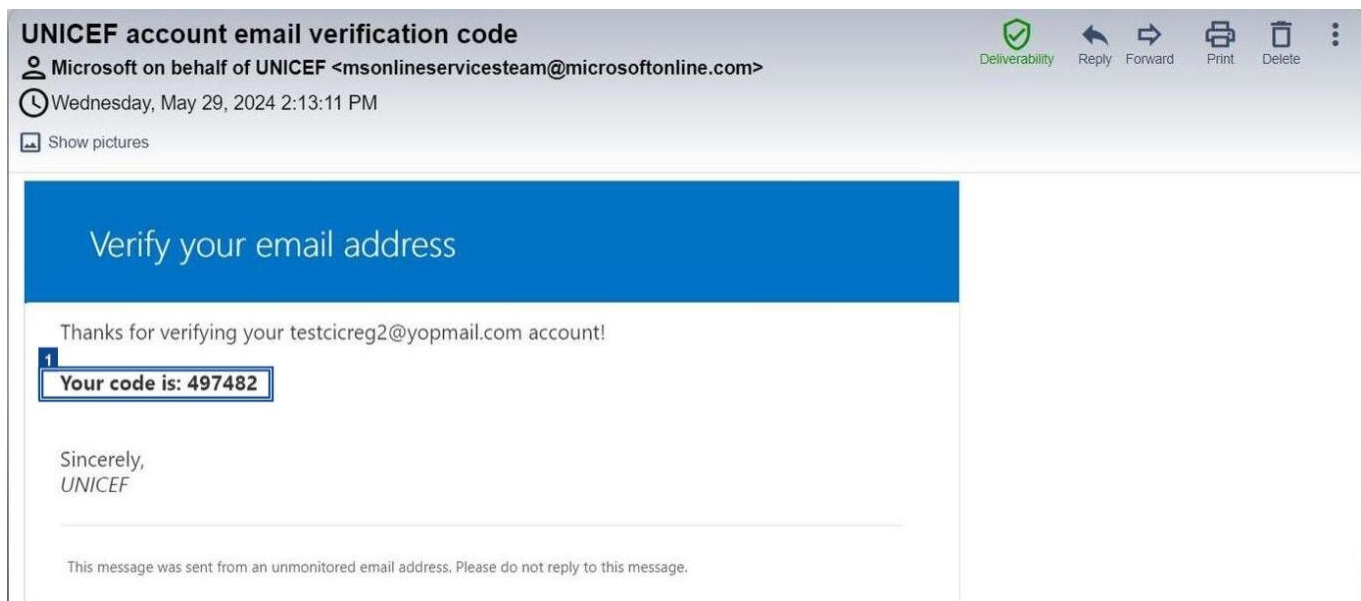 UNICEF account email verification code
Microsoft on behalf of UNICEF <msonlineservicesteam@microsoftonline.com>
Wednesday, May 29, 2024 2:13:11 PM
Deliverability Reply Forward Print Delete
Show pictures
Verify your email address
Thanks for verifying your testcicreg2@yopmail.com account!
1
Your code is: 497482
Sincerely,
UNICEF
This message was sent from an unmonitored email address. Please do not reply to this message.